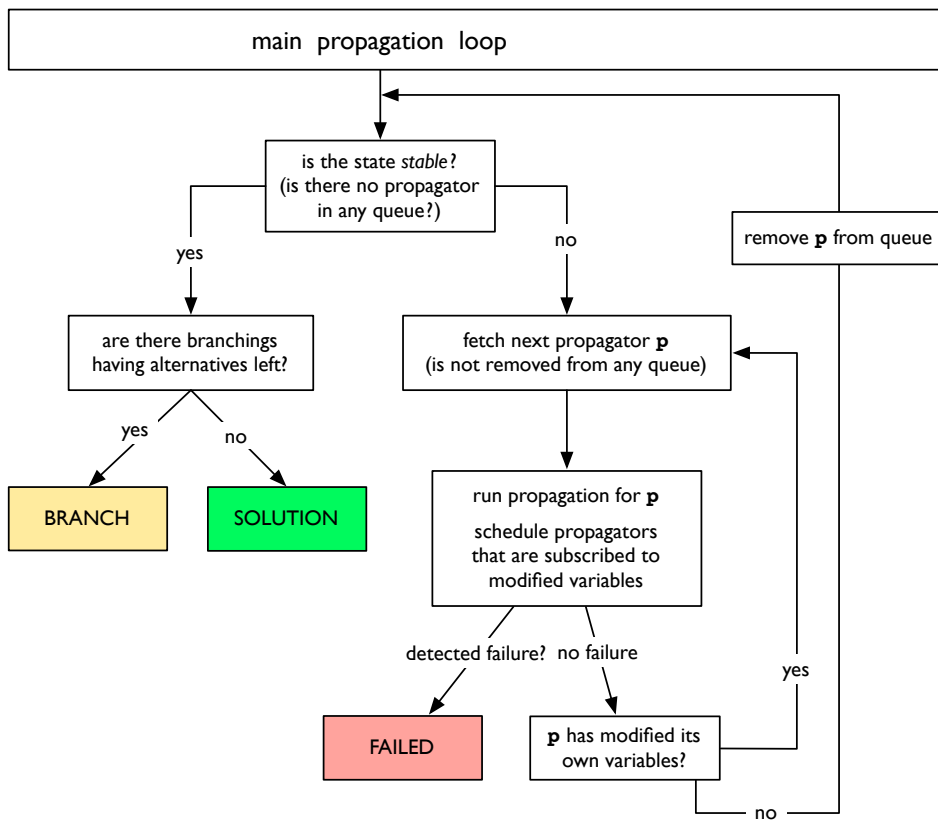 main propagation loop
is the state stable?
(is there no propagator
in any queue?)
remove p from queue
yes
no
are there branchings
having alternatives left?
fetch next propagator p
(is not removed from any queue)
yes
no
BRANCH
SOLUTION
run propagation for p
schedule propagators
that are subscribed to
modified variables
detected failure?
no failure
yes
FAILED
p has modified its
own variables?
no